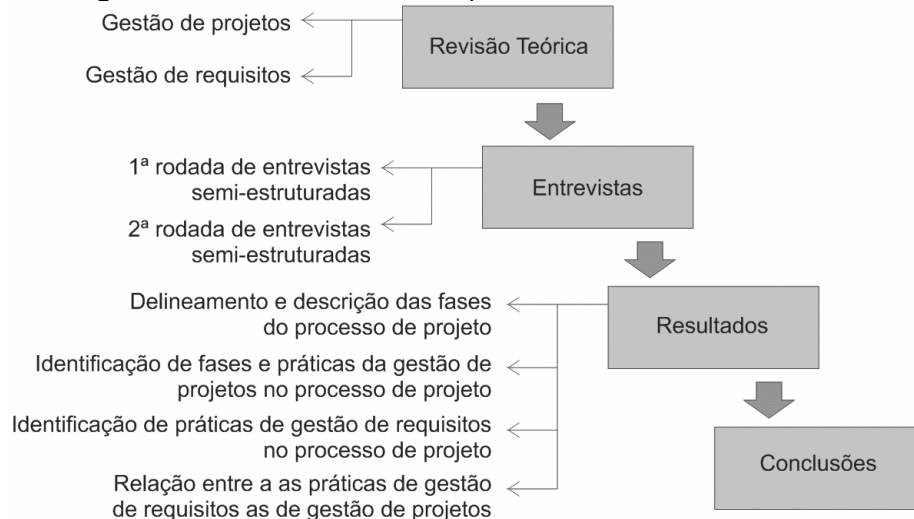 Gestão de projetos
Gestão de requisitos
Revisão Teórica
1ª rodada de entrevistas
semi-estruturadas
2ª rodada de entrevistas
semi-estruturadas
Entrevistas
Delineamento e descrição das fases
do processo de projeto
Identificação de fases e práticas da gestão de
projetos no processo de projeto
Identificação de práticas de gestão de requisitos
no processo de projeto
Relação entre a as práticas de gestão
de requisitos as de gestão de projetos
Resultados
Conclusões